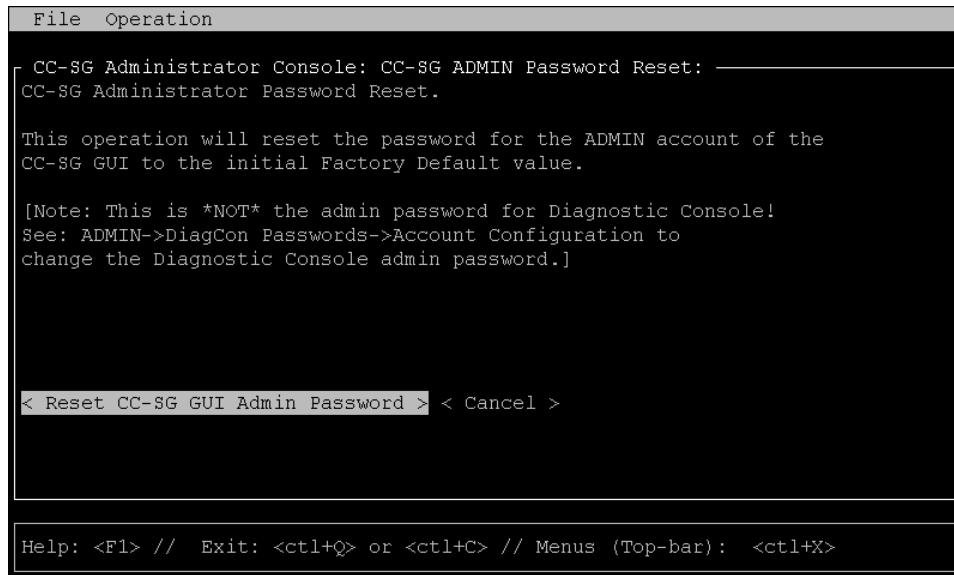 File Operation
CC-SG Administrator Console: CC-SG ADMIN Password Reset:
CC-SG Administrator Password Reset.
This operation will reset the password for the ADMIN account of the
CC-SG GUI to the initial Factory Default value.
[Note: This is *NOT* the admin password for Diagnostic Console!
See: ADMIN->DiagCon Passwords->Account Configuration to
change the Diagnostic Console admin password.]
< Reset CC-SG GUI Admin Password > < Cancel >
Help: <F1> // Exit: <ctl+Q> or <ctl+C> // Menus (Top-bar): <ctl+X>